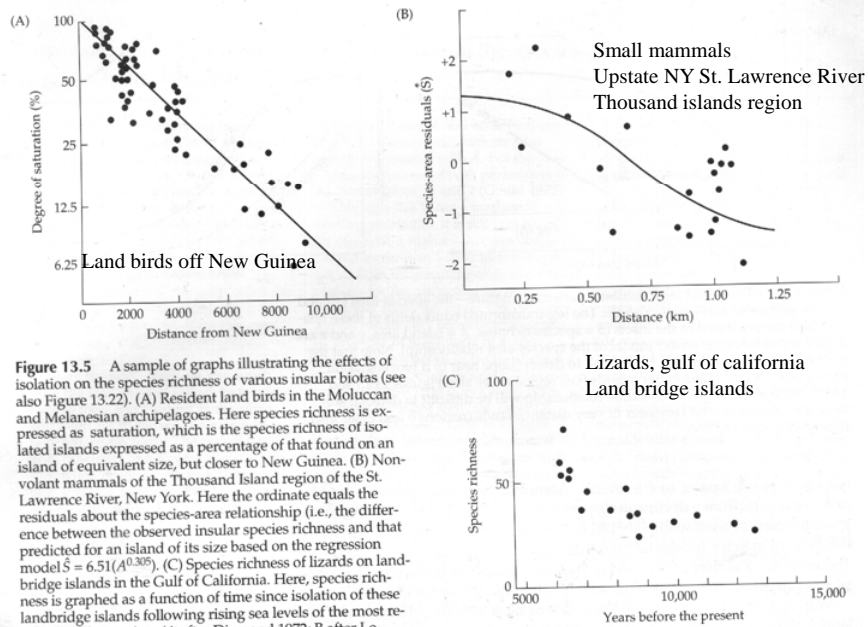 (A)
100
50
25
12.5
6.25
Degree of saturation (%)
Land birds off New Guinea
0 2000 4000 6000 8000 10,000
Distance from New Guinea
(B)
+2
+1
0
−1
−2
Species-area residuals (Ŝ)
Small mammals
Upstate NY St. Lawrence River
Thousand islands region
0.25 0.50 0.75 1.00 1.25
Distance (km)
Figure 13.5 A sample of graphs illustrating the effects of
isolation on the species richness of various insular biotas (see
also Figure 13.22). (A) Resident land birds in the Moluccan
and Melanesian archipelagoes. Here species richness is ex-
pressed as saturation, which is the species richness of iso-
lated islands expressed as a percentage of that found on an
island of equivalent size, but closer to New Guinea. (B) Non-
volant mammals of the Thousand Island region of the St.
Lawrence River, New York. Here the ordinate equals the
residuals about the species-area relationship (i.e., the differ-
ence between the observed insular species richness and that
predicted for an island of its size based on the regression
model Ŝ = 6.51(A^0.305). (C) Species richness of lizards on land-
bridge islands in the Gulf of California. Here, species rich-
ness is graphed as a function of time since isolation of these
landbridge islands following rising sea levels of the most re-
Lizards, gulf of california
Land bridge islands
(C)
100
50
0
Species richness
5000 10,000 15,000
Years before the present